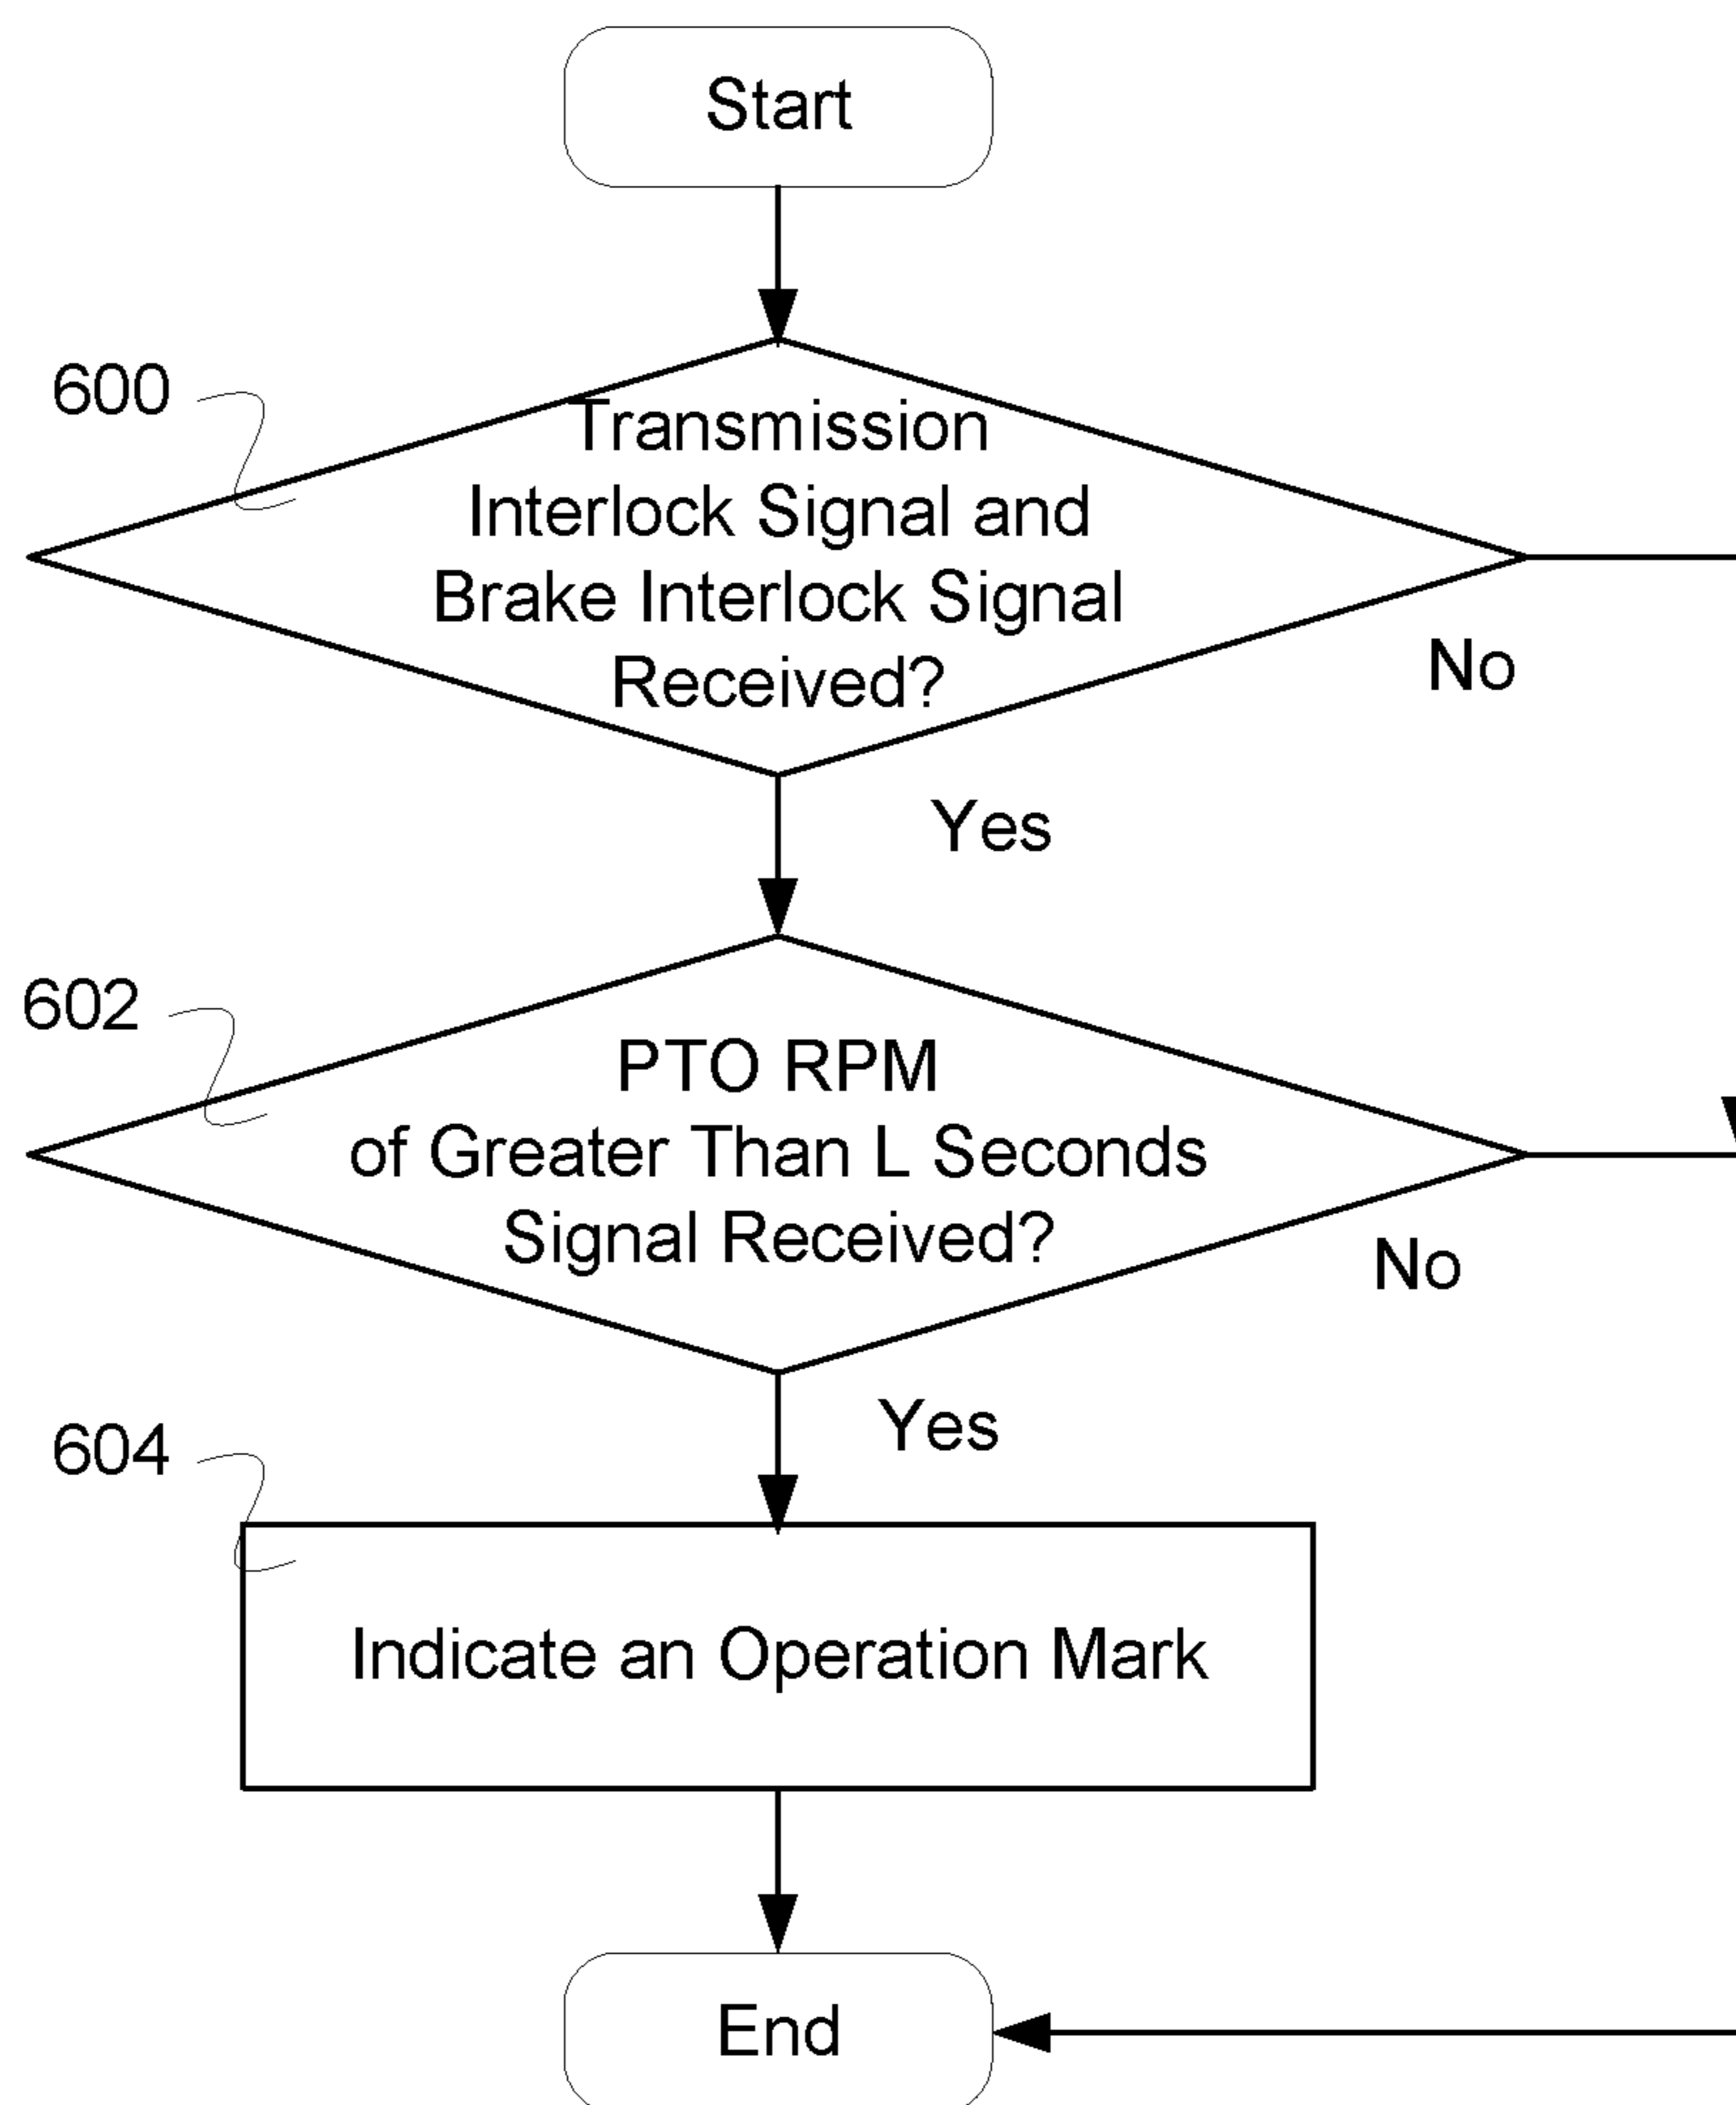 Start
600
Transmission
Interlock Signal and
Brake Interlock Signal
Received?
No
Yes
602
PTO RPM
of Greater Than L Seconds
Signal Received?
No
Yes
604
Indicate an Operation Mark
End